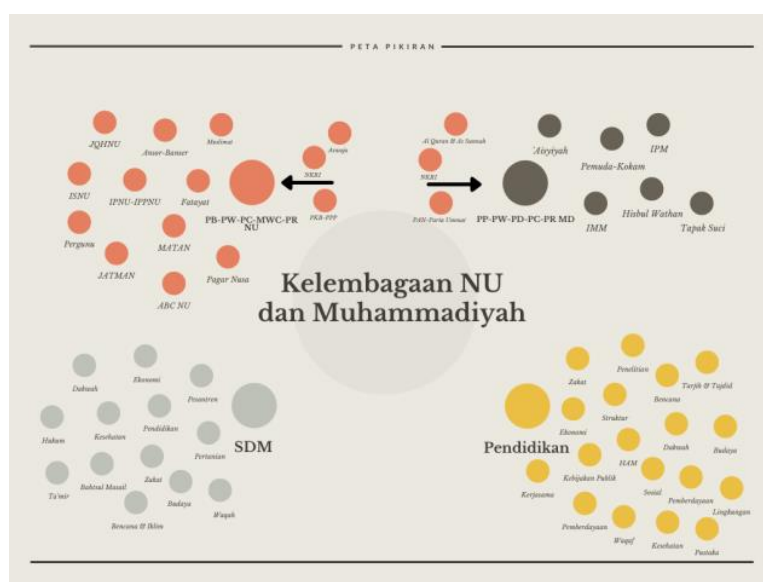 PETA PIKIRAN
JQHNU
Ansor-Banser
Muslimat
Aswaja
NKRI
ISNU
IPNU-IPPNU
Fatayat
PB-PW-PC-MWC-PR
NU
PKB-PPP
Pergunu
MATAN
JATMAN
Pagar Nusa
ABC NU
Al Quran & As Sunnah
NKRI
PAN-Parta Ummat
'Aisyiyah
Pemuda-Kokam
IPM
PP-PW-PD-PC-PR MD
IMM
Hisbul Wathan
Tapak Suci
Kelembagaan NU
dan Muhammadiyah
Dakwah
Ekonomi
Pesantren
Hukum
Kesehatan
Pendidikan
Pertanian
SDM
Ta'mir
Bahtsul Masail
Zakat
Budaya
Waqah
Bencana & Iklim
Zakat
Penelitian
Bencana
Tarjih & Tajdid
Ekonomi
Struktur
Pendidikan
HAM
Dakwah
Budaya
Kerjasama
Kebijakan Publik
Sosial
Pemberdayaan
Lingkungan
Pemberdayaan
Waqf
Kesehatan
Pustaka